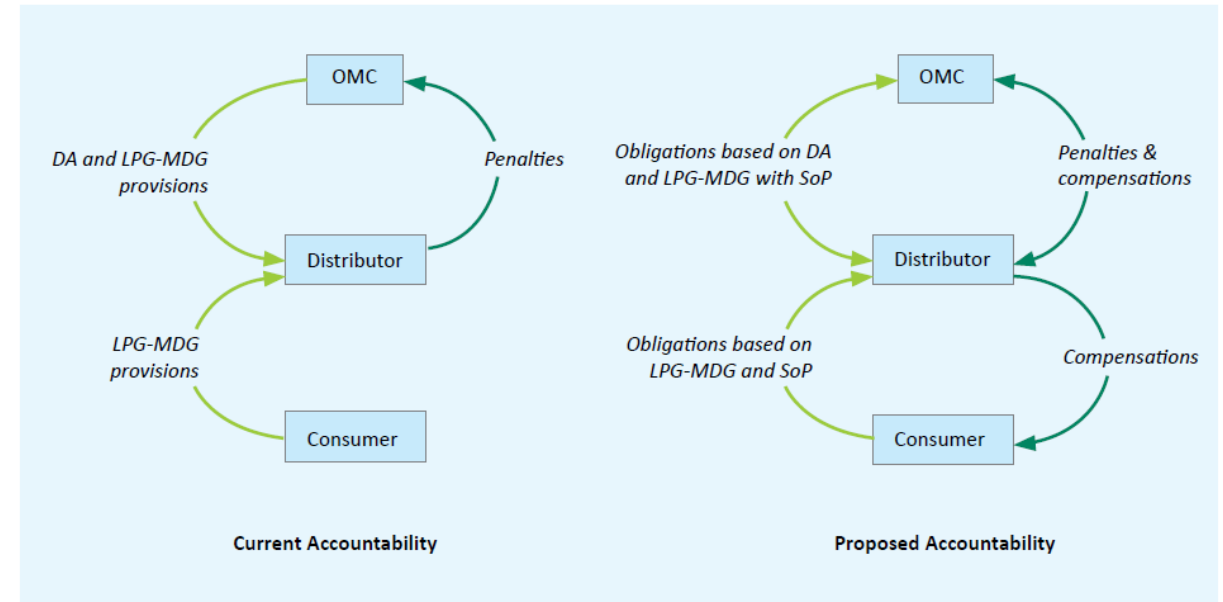 OMC
DA and LPG-MDG
provisions
Penalties
Distributor
LPG-MDG
provisions
Consumer
Current Accountability
OMC
Obligations based on DA
and LPG-MDG with SoP
Penalties &
compensations
Distributor
Obligations based on
LPG-MDG and SoP
Compensations
Consumer
Proposed Accountability